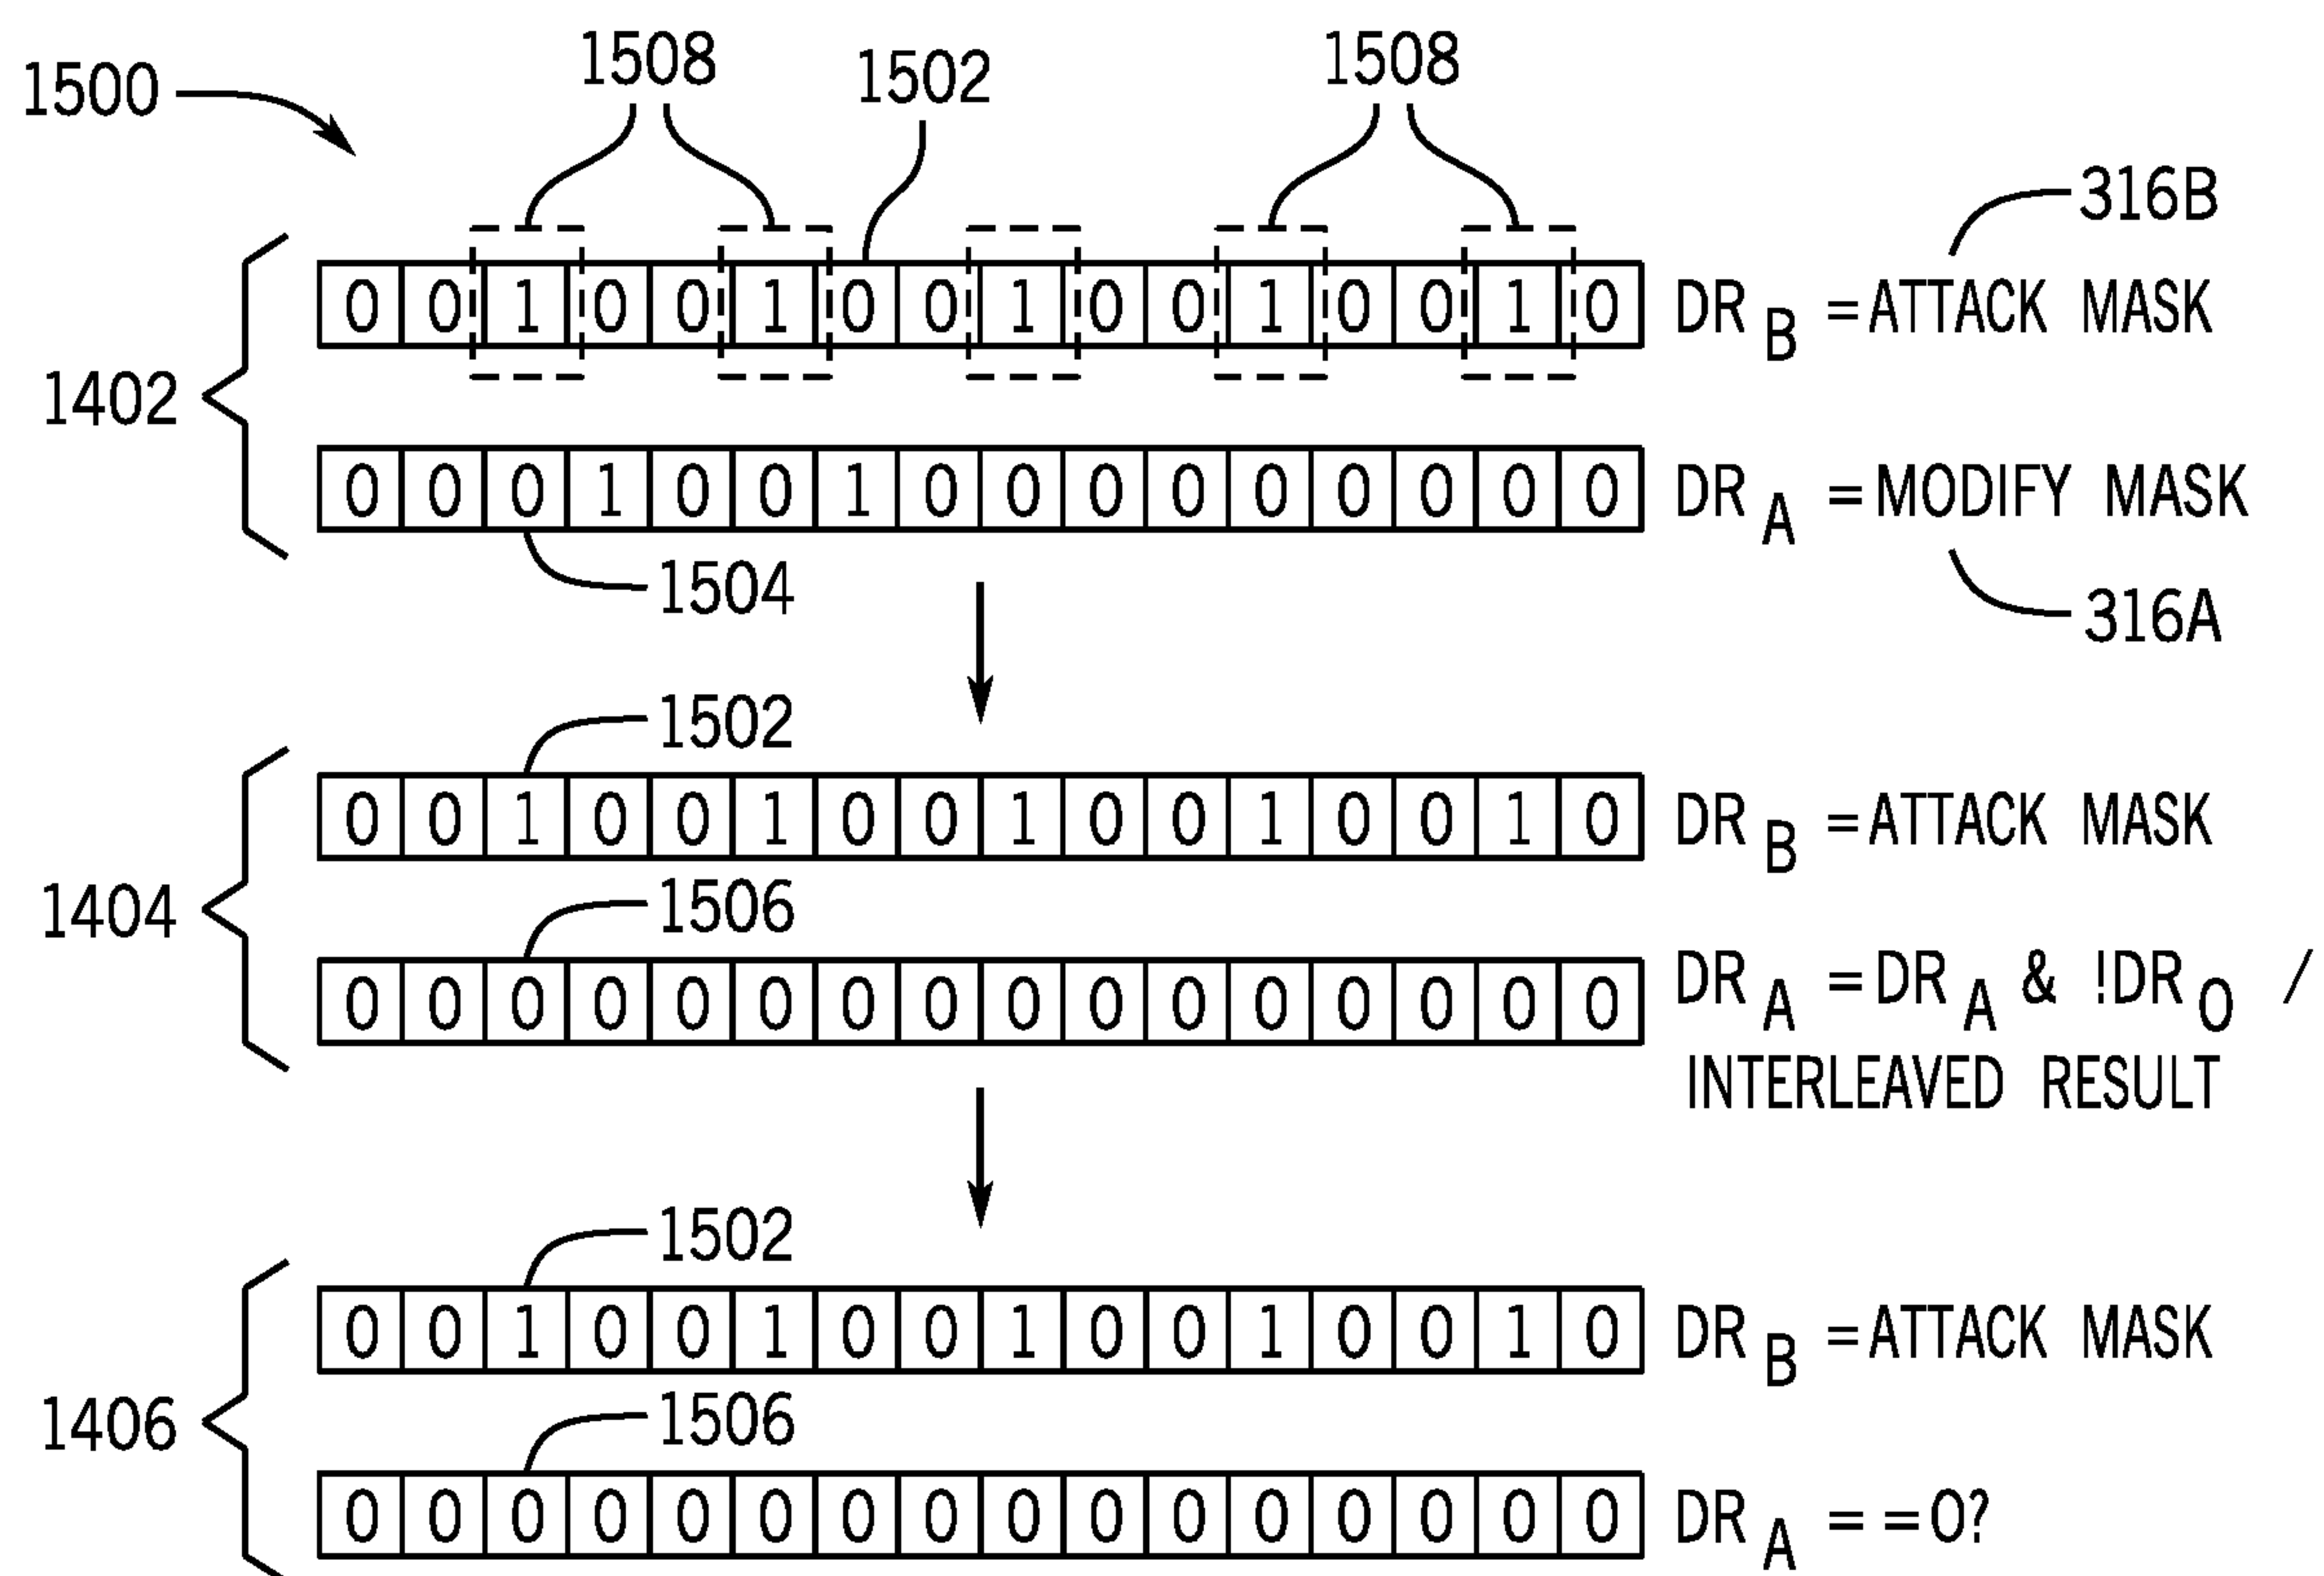 1500
1508
1502
1508
316B
0 0 1 0 0 1 0 0 1 0 0 1 0 0 1 0 DR B = ATTACK MASK
1402
0 0 0 1 0 0 1 0 0 0 0 0 0 0 0 0 DR A = MODIFY MASK
1504
316A
1502
0 0 1 0 0 1 0 0 1 0 0 1 0 0 1 0 DR B = ATTACK MASK
1404
1506
0 0 0 0 0 0 0 0 0 0 0 0 0 0 0 0 DR A = DR A & !DR O /
INTERLEAVED RESULT
1502
0 0 1 0 0 1 0 0 1 0 0 1 0 0 1 0 DR B = ATTACK MASK
1406
1506
0 0 0 0 0 0 0 0 0 0 0 0 0 0 0 0 DR A = = 0?